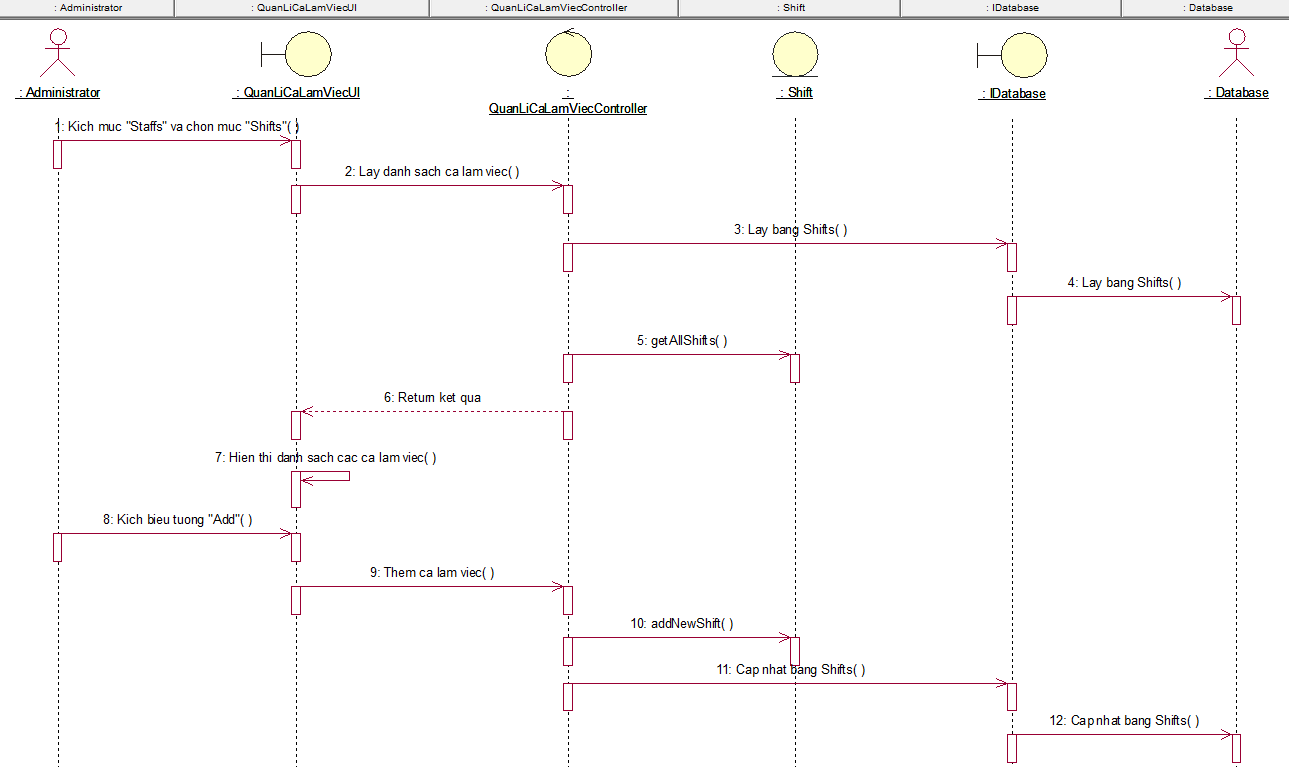 : Administrator
: QuanLiCaLamViecUI
: QuanLiCaLamViecController
: Shift
: IDatabase
: Database
: Administrator
: QuanLiCaLamViecUI
:
QuanLiCaLamViecController
: Shift
: IDatabase
: Database
1: Kich muc "Staffs" va chon muc "Shifts"( )
2: Lay danh sach ca lam viec( )
3: Lay bang Shifts( )
4: Lay bang Shifts( )
5: getAllShifts( )
6: Return ket qua
7: Hien thi danh sach cac ca lam viec( )
8: Kich bieu tuong "Add"( )
9: Them ca lam viec( )
10: addNewShift( )
11: Cap nhat bang Shifts( )
12: Cap nhat bang Shifts( )